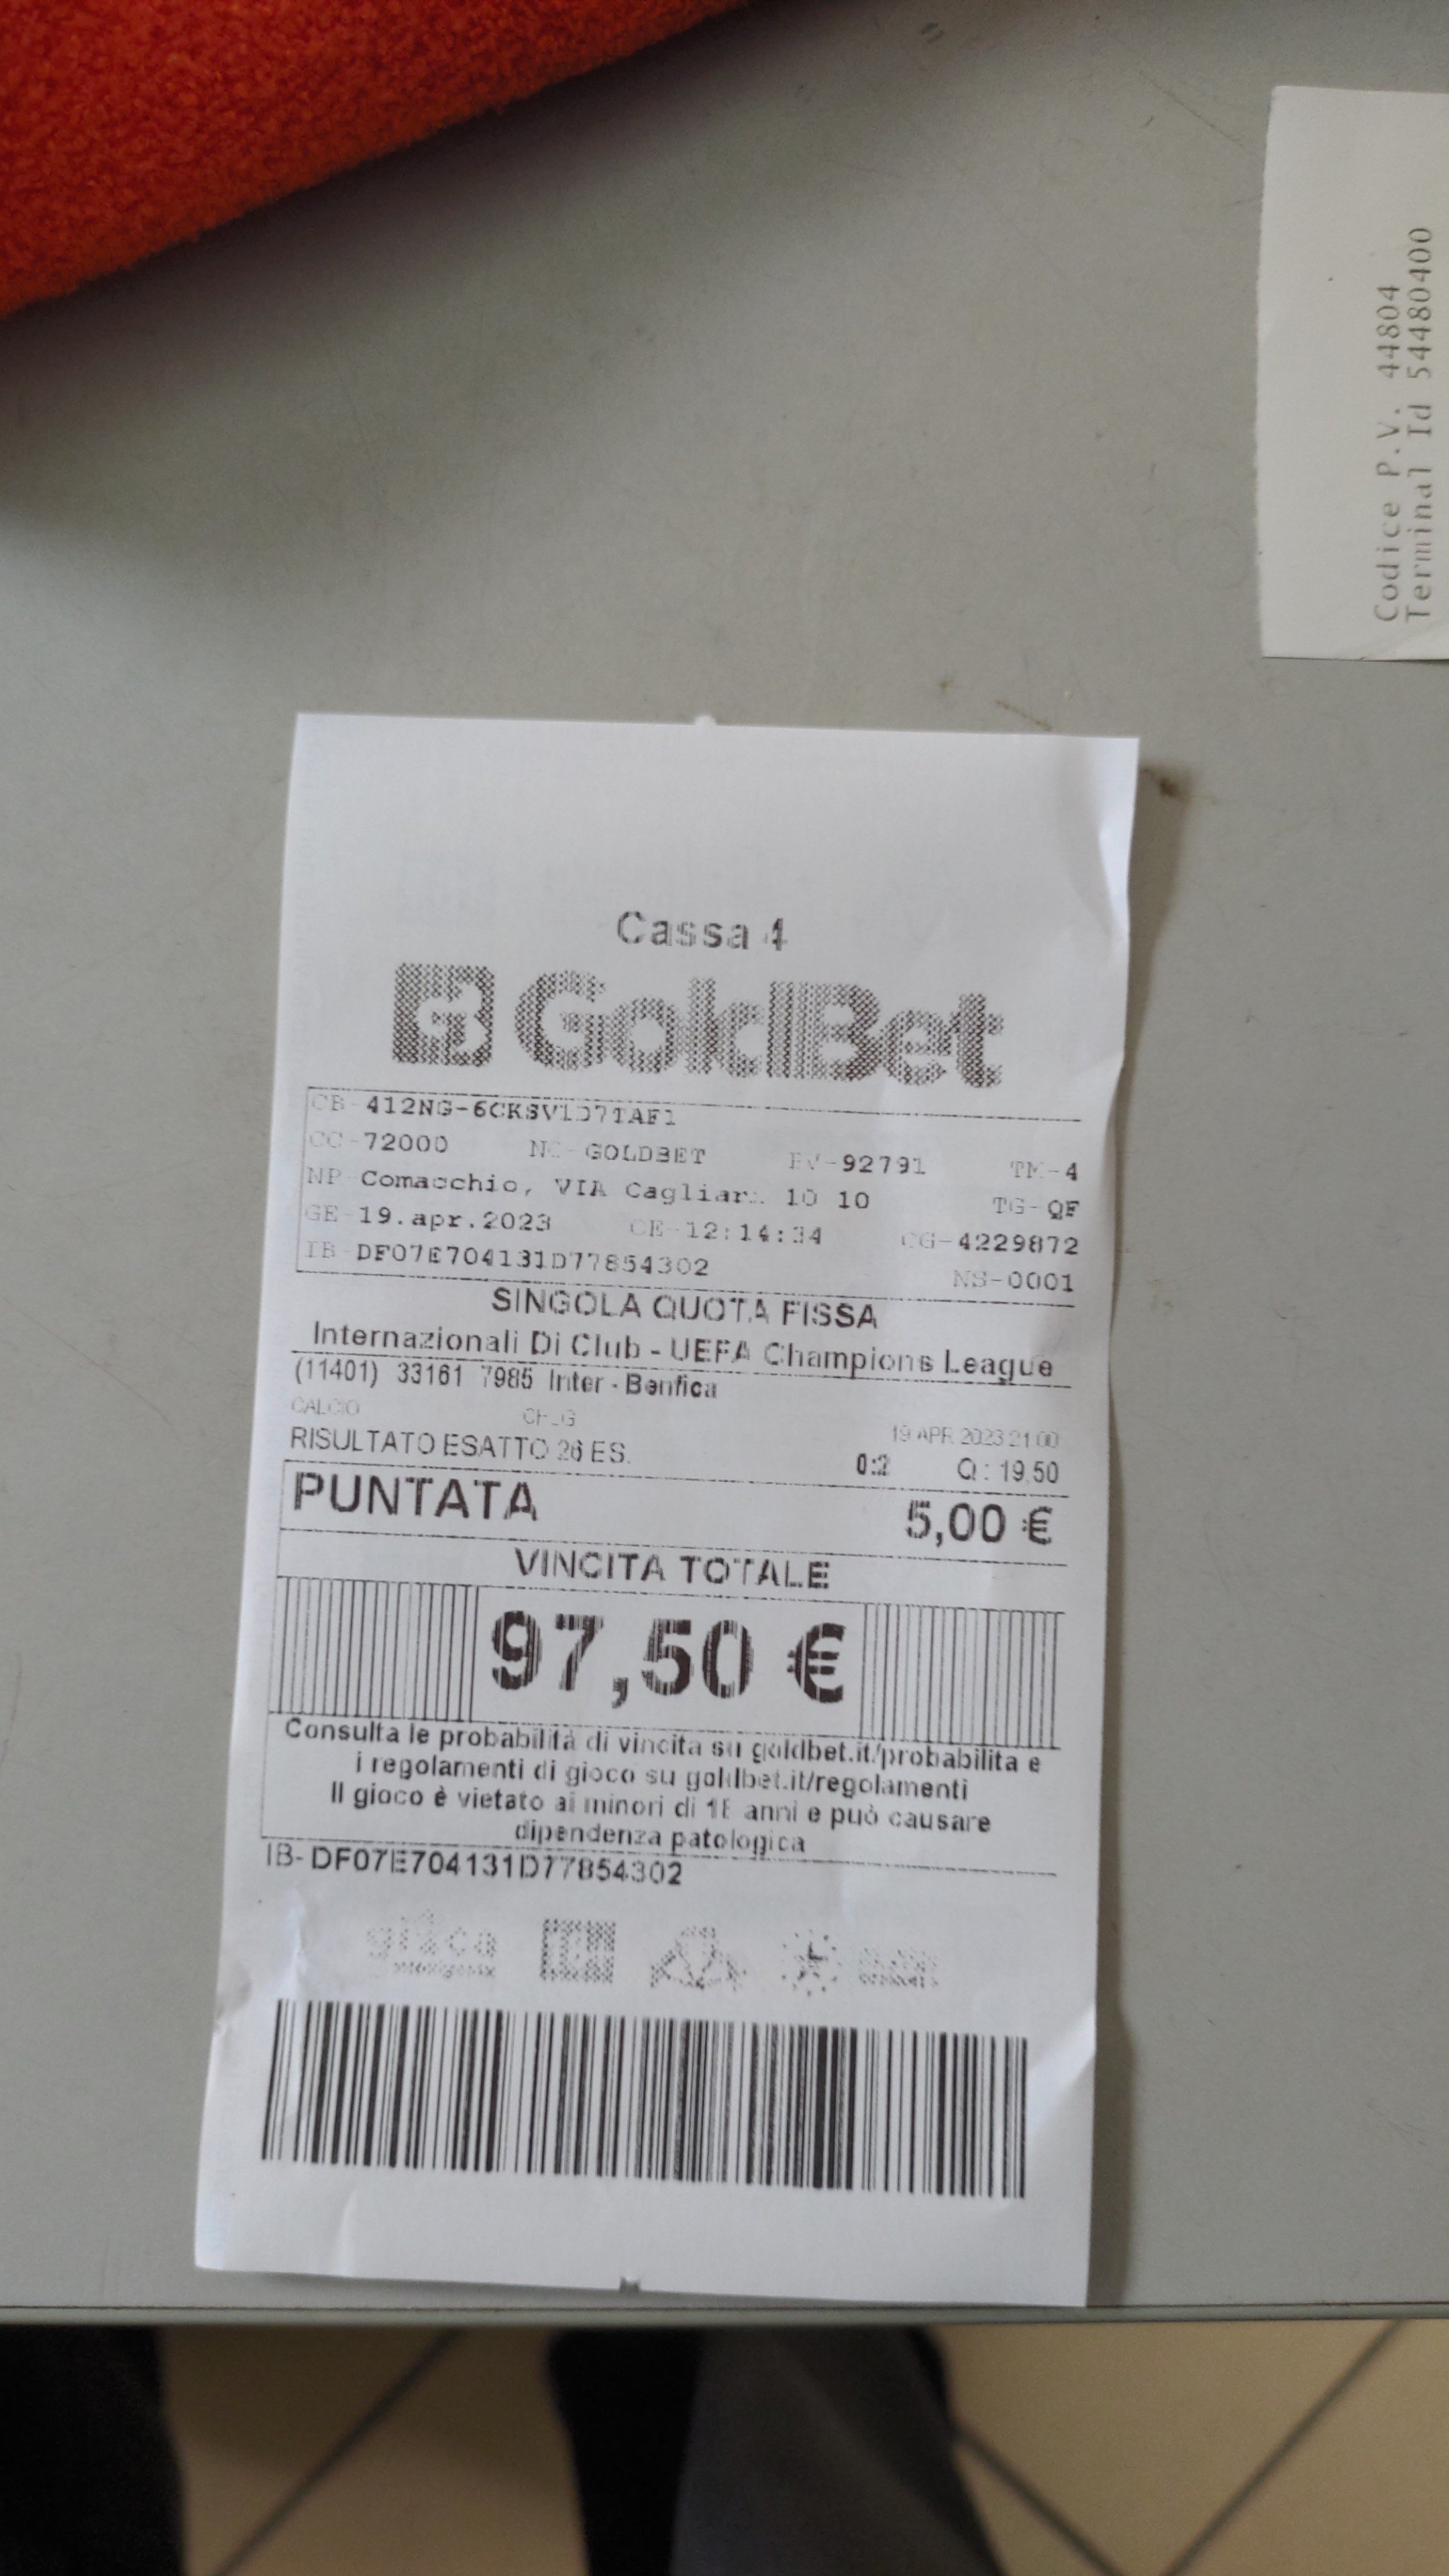 Codice P.V. 44804
Terminal Id 54480400
Cassa 4
GoldBet
CB-412NG-6CKSV1D7TAF1
CC-72000 NC-GOLDBET PV-92791 TM-4
NP-Comacchio, VIA Cagliari 10 10 TG-QF
GE-19.apr.2023 CE-12:14:34 CG-4229872
IB-DF07E704131D77854302 NS-0001
SINGOLA QUOTA FISSA
Internazionali Di Club - UEFA Champions League
(11401) 33161 7985 Inter - Benfica
CALCIO CHLG 19 APR 2023 21:00
RISULTATO ESATTO 26 ES. 0:2 Q : 19.50
PUNTATA 5,00 €
VINCITA TOTALE
97,50 €
Consulta le probabilità di vincita su goldbet.it/probabilita e
i regolamenti di gioco su goldbet.it/regolamenti
Il gioco è vietato ai minori di 18 anni e può causare
dipendenza patologica
IB-DF07E704131D77854302